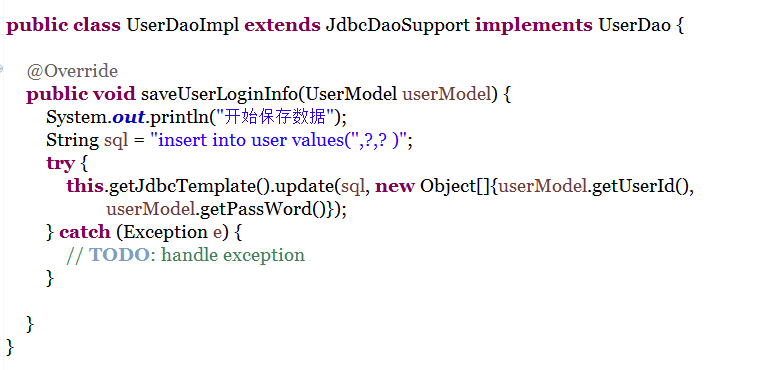 public class UserDaoImpl extends JdbcDaoSupport implements UserDao {
@Override
public void saveUserLoginInfo(UserModel userModel) {
System.out.println("开始保存数据");
String sql = "insert into user values('',?,? )";
try {
this.getJdbcTemplate().update(sql, new Object[]{userModel.getUserId(),
userModel.getPassWord()});
} catch (Exception e) {
// TODO: handle exception
}
}
}